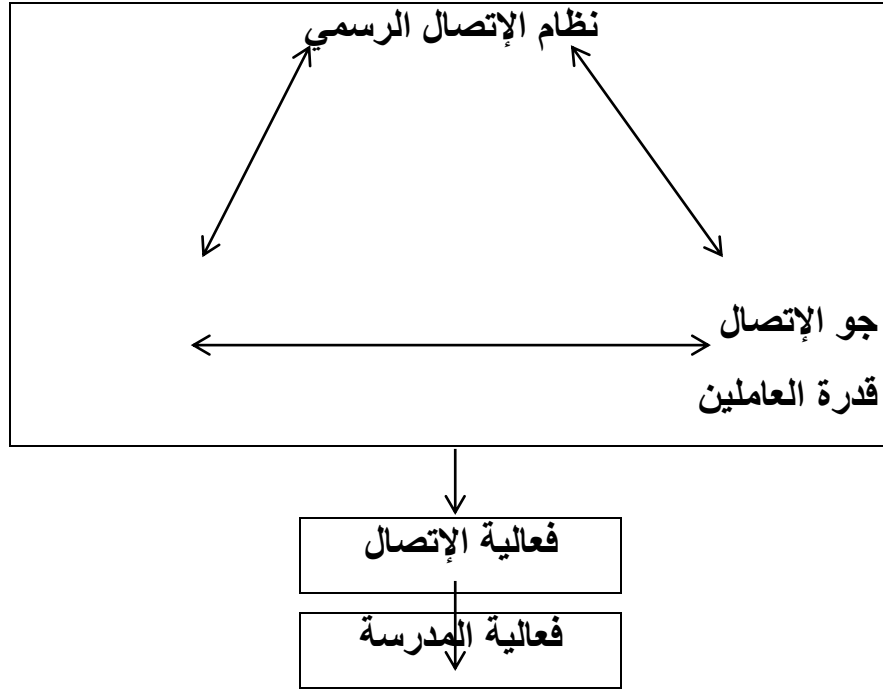 نظام الإتصال الرسمي
جو الإتصال
قدرة العاملين
فعالية الإتصال
فعالية المدرسة